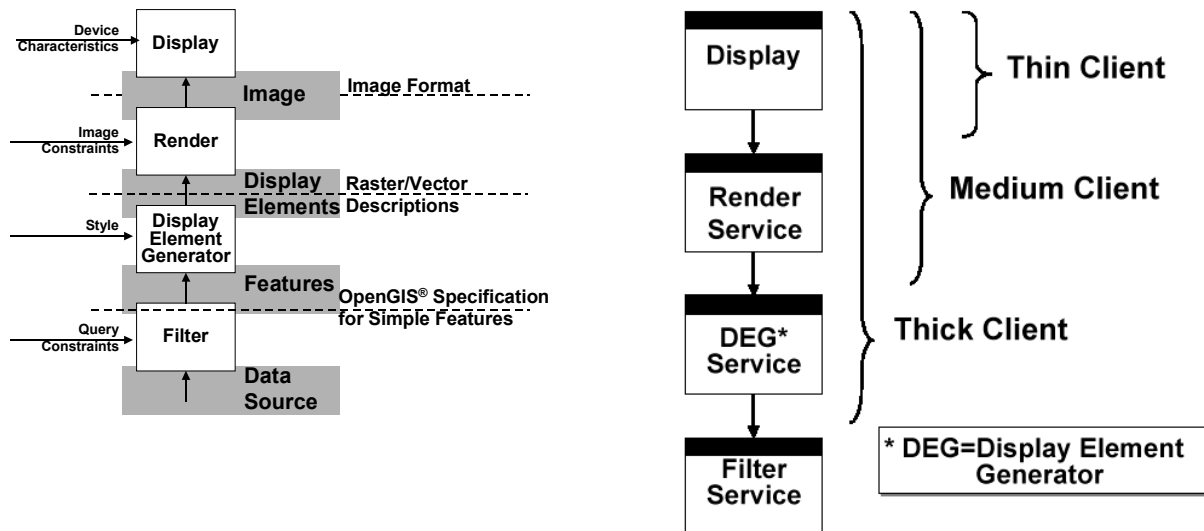 Device
Characteristics
Display
Image
Image Format
Image
Constraints
Render
Display
Elements
Raster/Vector
Descriptions
Style
Display
Element
Generator
Features
OpenGIS® Specification
for Simple Features
Query
Constraints
Filter
Data
Source
Display
Render
Service
DEG*
Service
Filter
Service
Thin Client
Medium Client
Thick Client
* DEG=Display Element
Generator